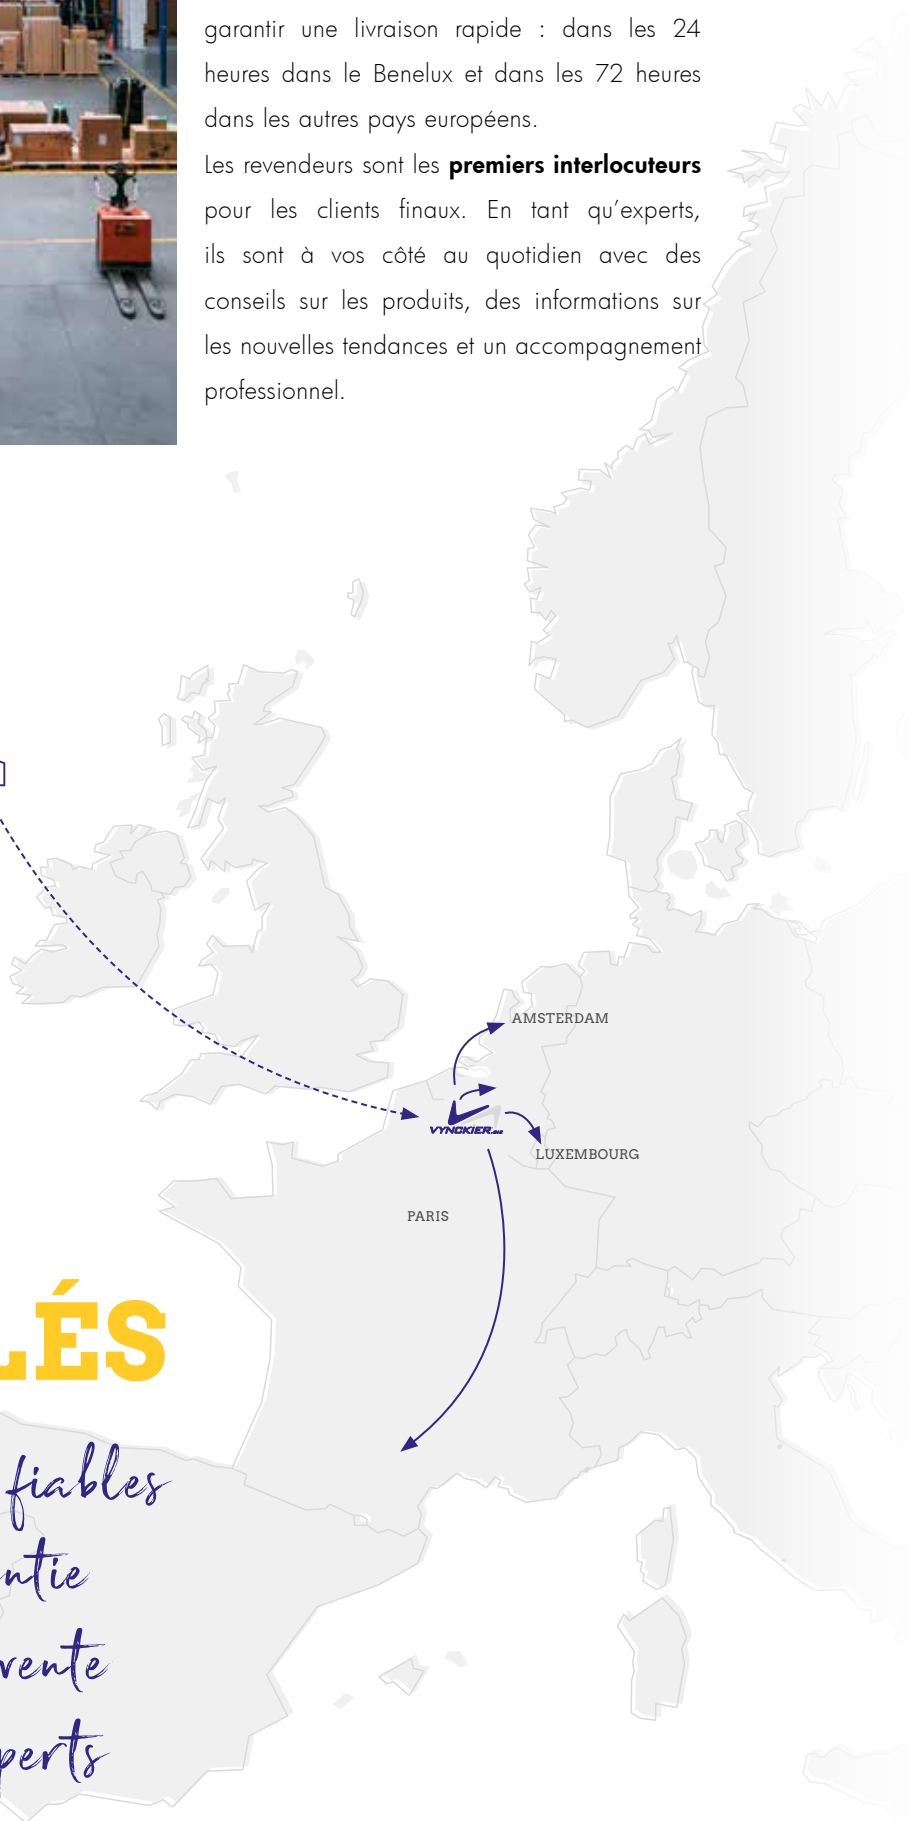 garantir une livraison rapide : dans les 24
heures dans le Benelux et dans les 72 heures
dans les autres pays européens.
Les revendeurs sont les premiers interlocuteurs
pour les clients finaux. En tant qu’experts,
ils sont à vos côté au quotidien avec des
conseils sur les produits, des informations sur
les nouvelles tendances et un accompagnement
professionnel.
AMSTERDAM
VYNCKIER.BIZ
LUXEMBOURG
PARIS
LÉS
fiables
ntie
vente
perts